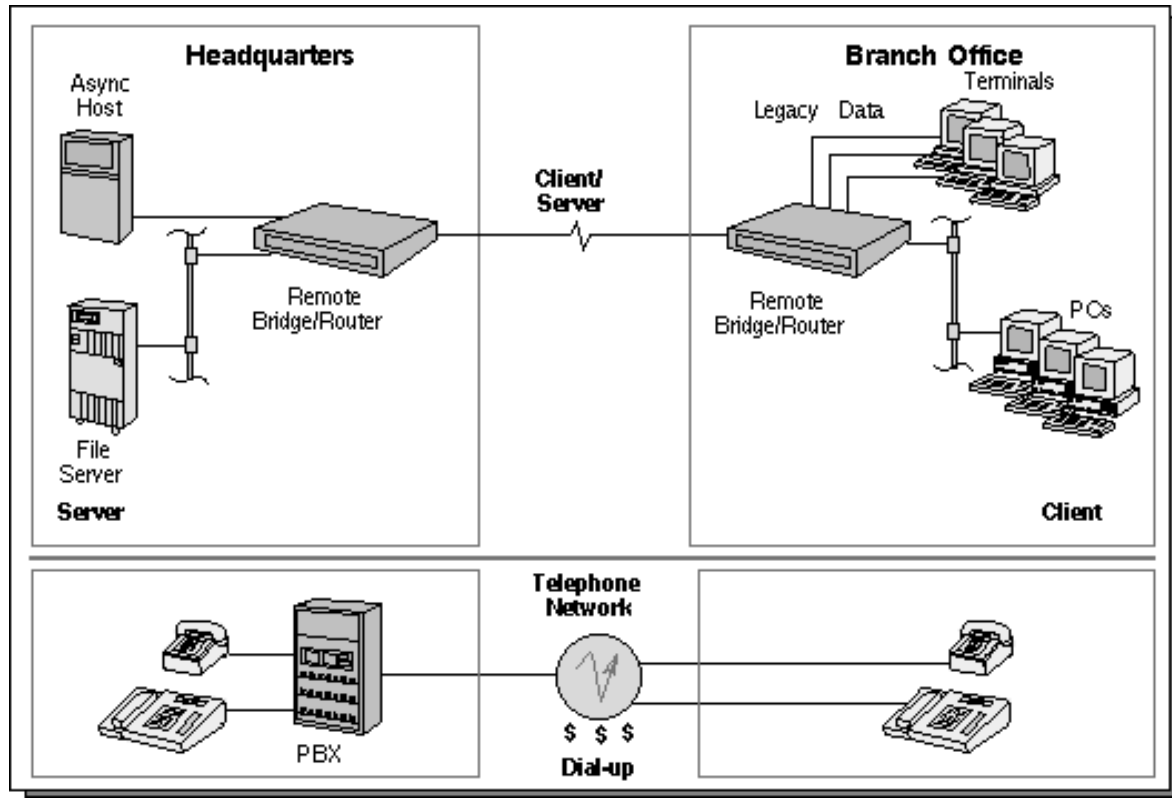 Headquarters
Async
Host
Remote
Bridge/Router
File
Server
Server
Client/
Server
Branch Office
Terminals
Legacy Data
Remote
Bridge/Router
PCs
Client
PBX
Telephone
Network
$ $ $
Dial-up